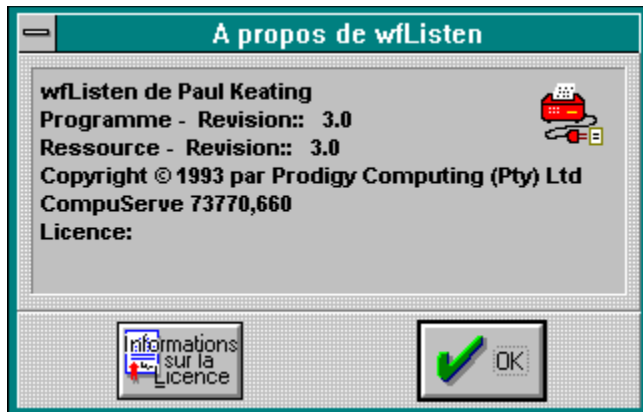 A propos de wfListen
wfListen de Paul Keating
Programme - Revision:: 3.0
Ressource - Revision:: 3.0
Copyright © 1993 par Prodigy Computing (Pty) Ltd
CompuServe 73770,660
Licence:
Informations
sur la
Licence
OK